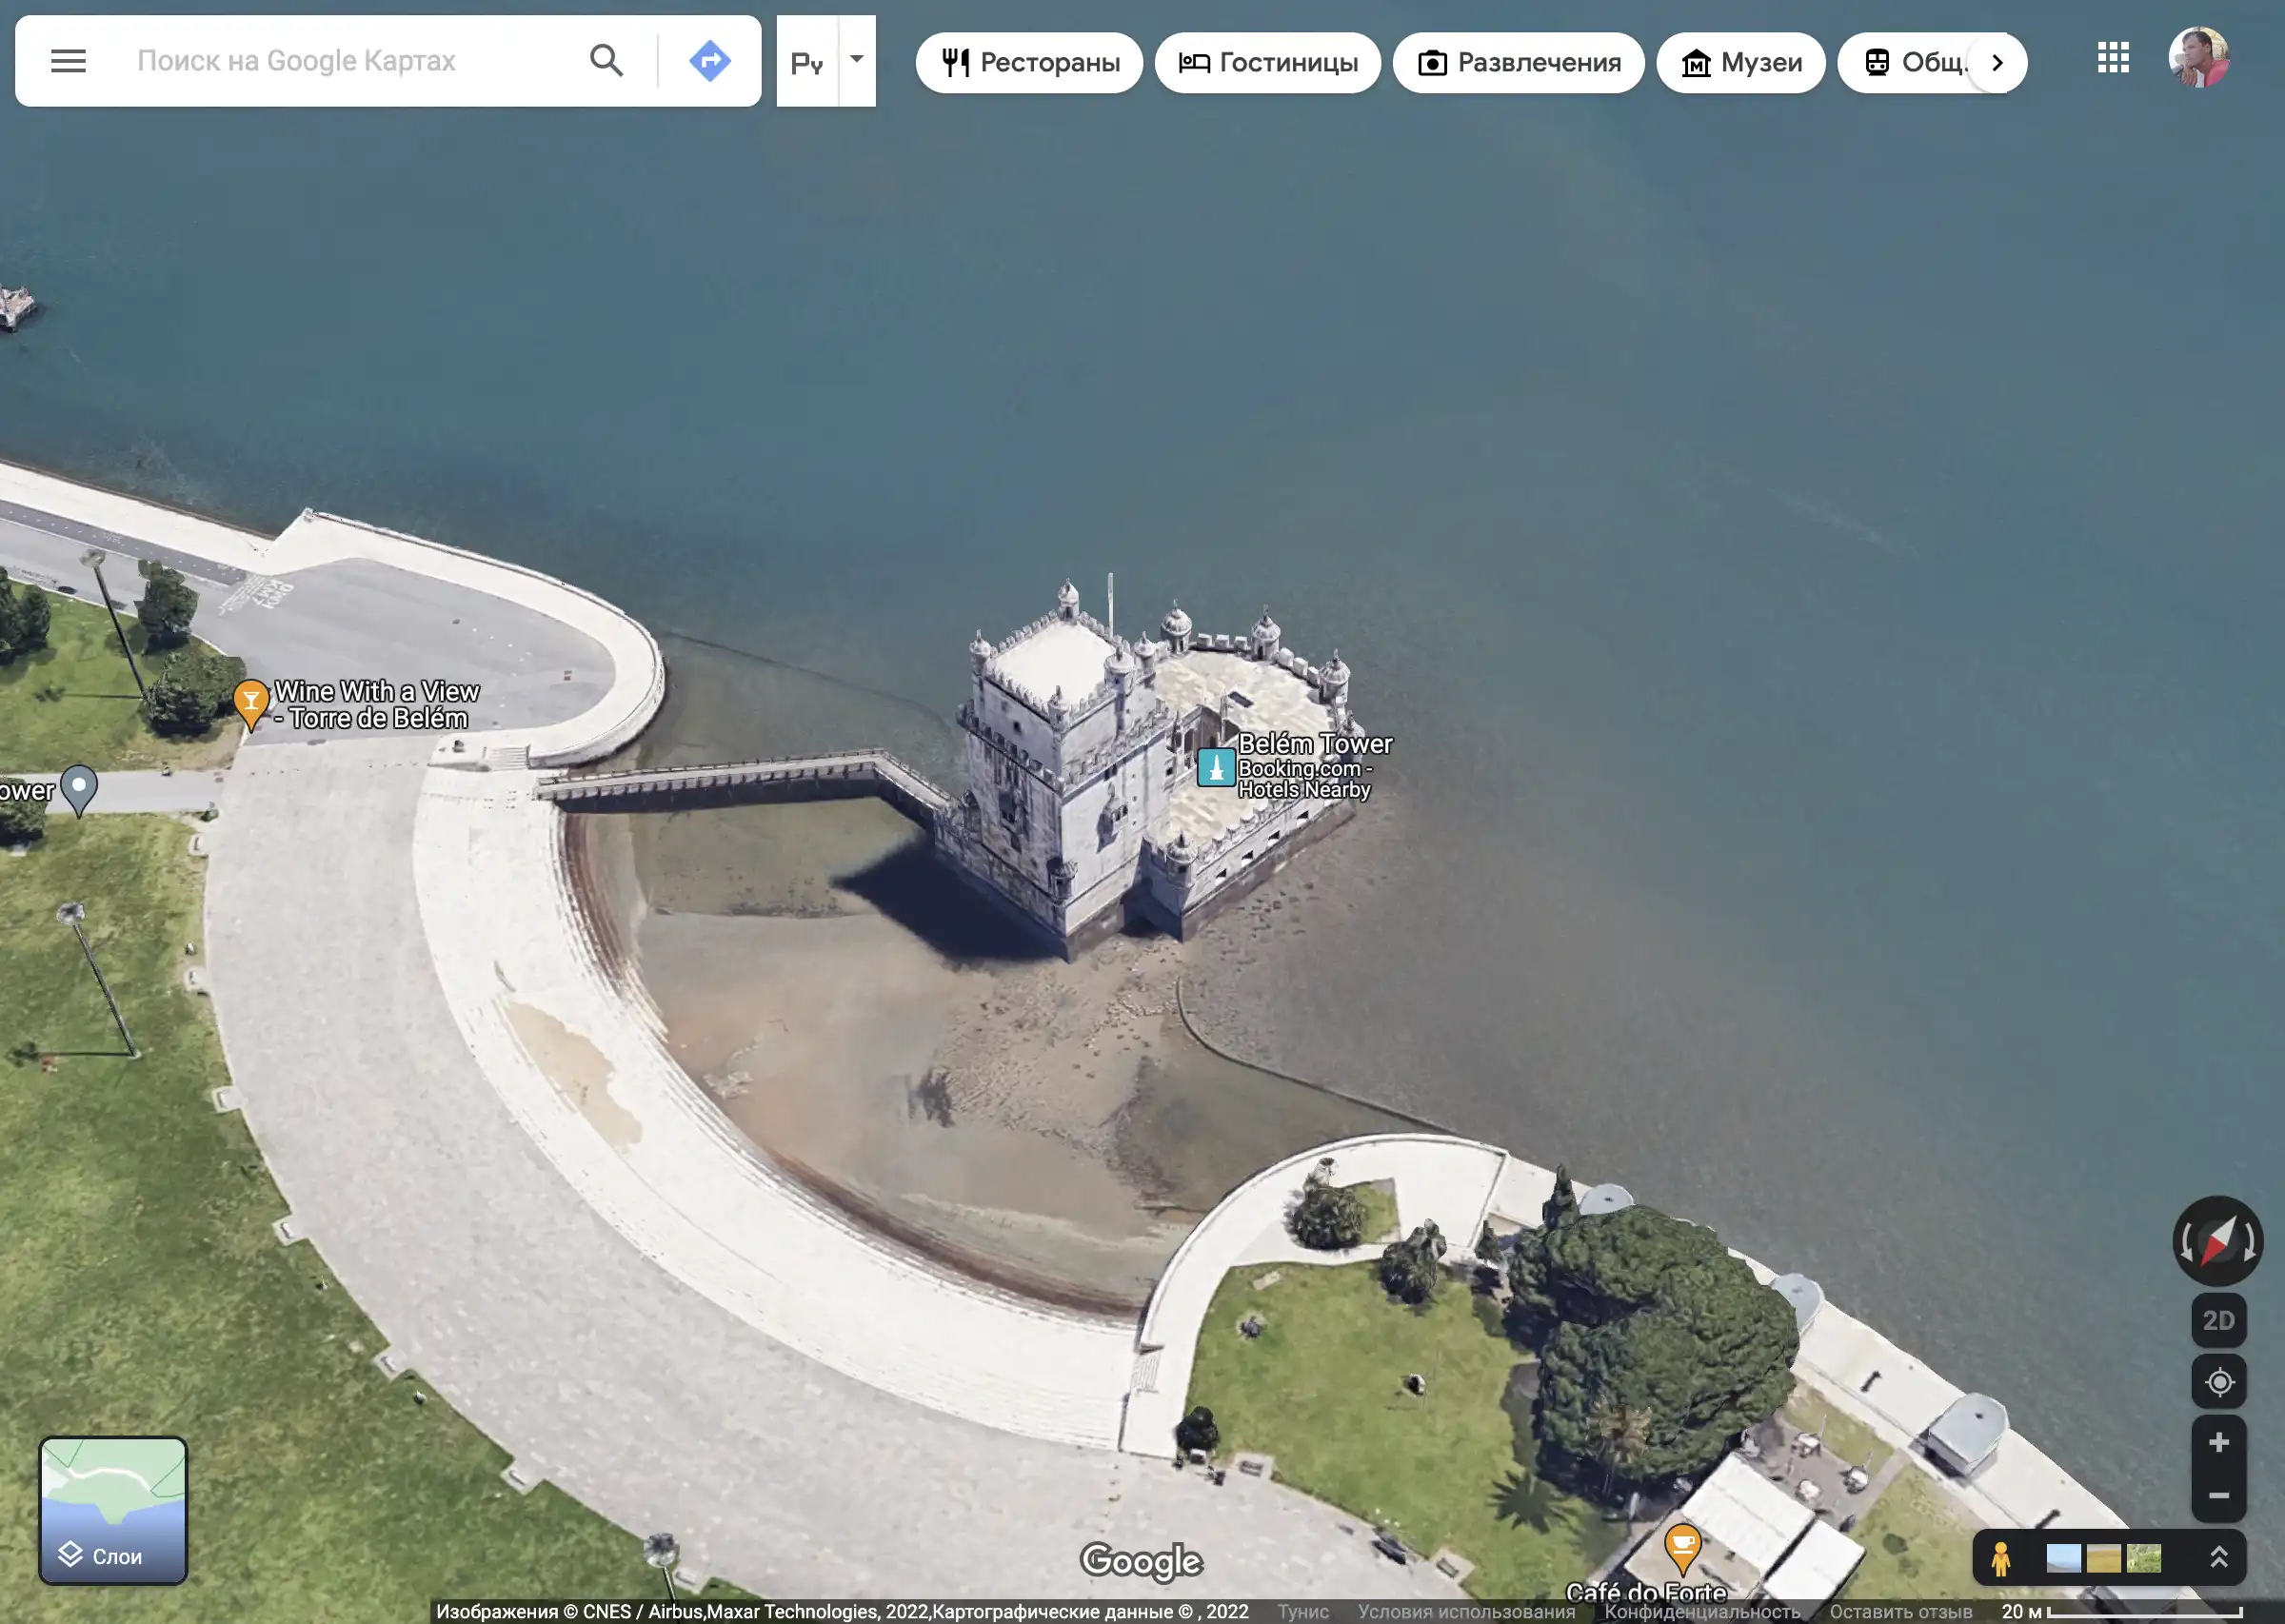 Поиск на Google Картах
Ру
Рестораны
Гостиницы
Развлечения
Музеи
Общ.
Wine With a View
- Torre de Belém
ower
Belém Tower
Booking.com -
Hotels Nearby
2D
Слои
Google
Café do Forte
Изображения © CNES / Airbus,Maxar Technologies, 2022,Картографические данные © , 2022 Тунис Условия использования Конфиденциальность Оставить отзыв 20 м